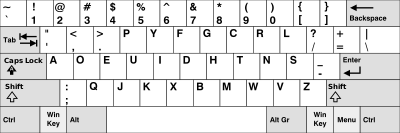 ~ ! @ # $ % ^ & * ( ) { } Backspace
` 1 2 3 4 5 6 7 8 9 0 [ ]
Tab " < > P Y F G C R L ? + |
' , . / = \
Caps Lock A O E U I D H T N S _ Enter
-
Shift : Q J K X B M W V Z Shift
;
Ctrl Win Key Alt Alt Gr Win Key Menu Ctrl